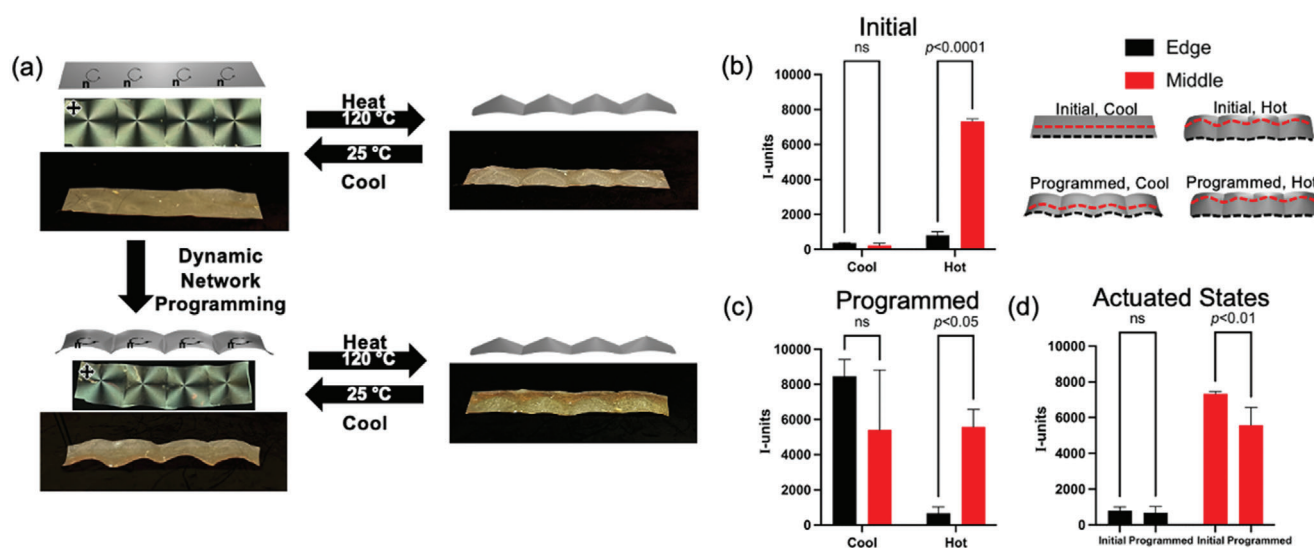 (a)
n n n n
Heat
120 °C
25 °C
Cool
Dynamic
Network
Programming
n n n n
Heat
120 °C
25 °C
Cool
(b)
Initial
ns
p<0.0001
10000
8000
6000
4000
2000
0
I-units
Cool Hot
Edge
Middle
Initial, Cool
Initial, Hot
Programmed, Cool
Programmed, Hot
(c)
Programmed
ns
p<0.05
10000
8000
6000
4000
2000
0
I-units
Cool Hot
(d)
Actuated States
ns
p<0.01
10000
8000
6000
4000
2000
0
I-units
Initial Programmed Initial Programmed